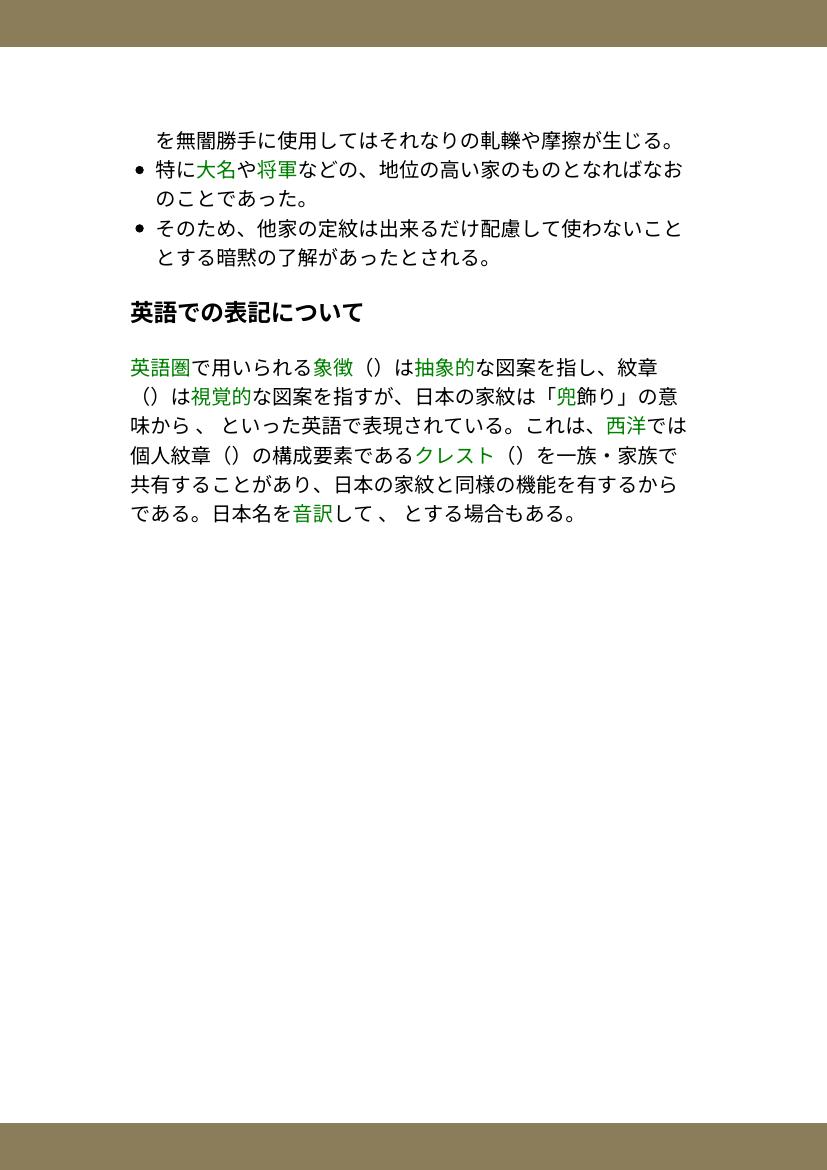 を無闇勝手に使用してはそれなりの軋轢や摩擦が生じる。
• 特に大名や将軍などの、地位の高い家のものとなればなお
のことであった。
• そのため、他家の定紋は出来るだけ配慮して使わないこと
とする暗黙の了解があったとされる。
英語での表記について
英語圏で用いられる象徴（）は抽象的な図案を指し、紋章
（）は視覚的な図案を指すが、日本の家紋は「兜飾り」の意
味から 、 といった英語で表現されている。これは、西洋では
個人紋章（）の構成要素であるクレスト（）を一族・家族で
共有することがあり、日本の家紋と同様の機能を有するから
である。日本名を音訳して 、 とする場合もある。